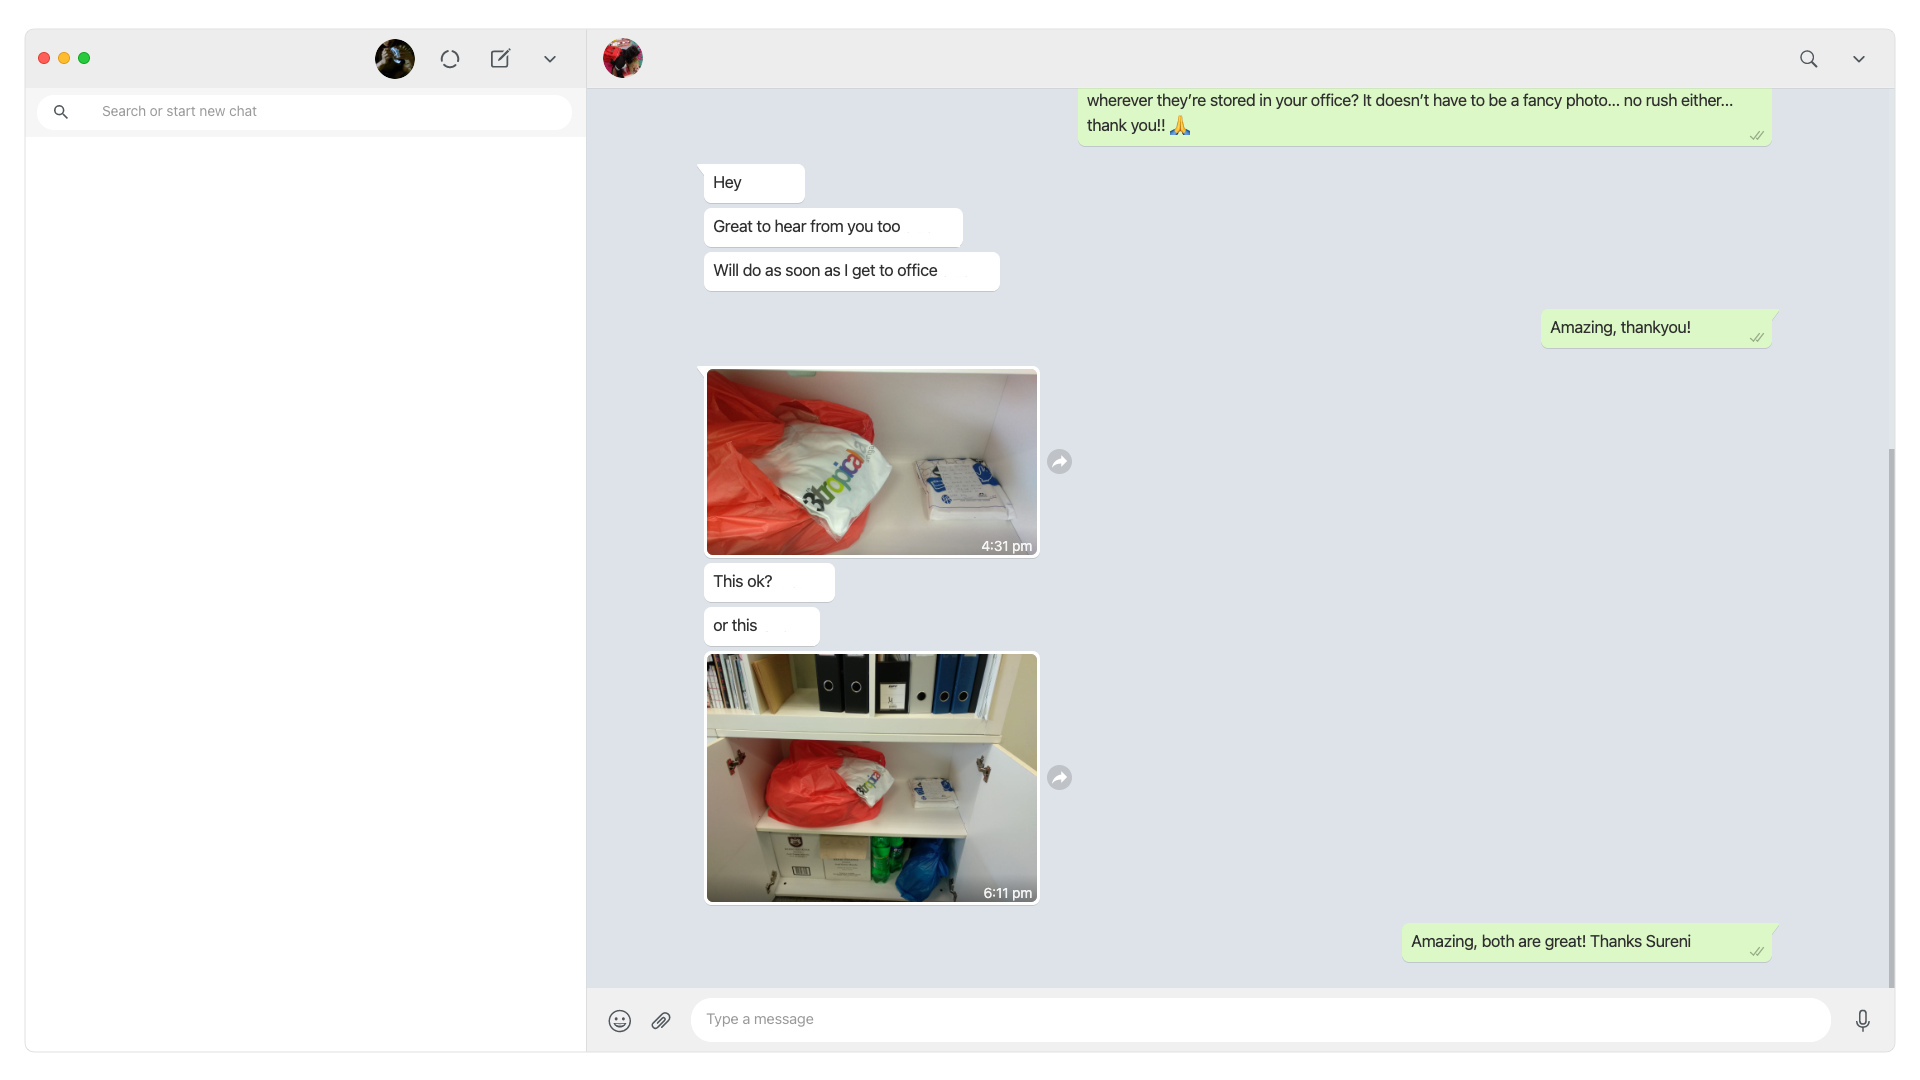 Search or start new chat
wherever they’re stored in your office? It doesn’t have to be a fancy photo... no rush either...
thank you!! 🙏
Hey
Great to hear from you too
Will do as soon as I get to office
Amazing, thankyou!
3tropical
4:31 pm
This ok?
or this
3tropical
6:11 pm
Amazing, both are great! Thanks Sureni
Type a message